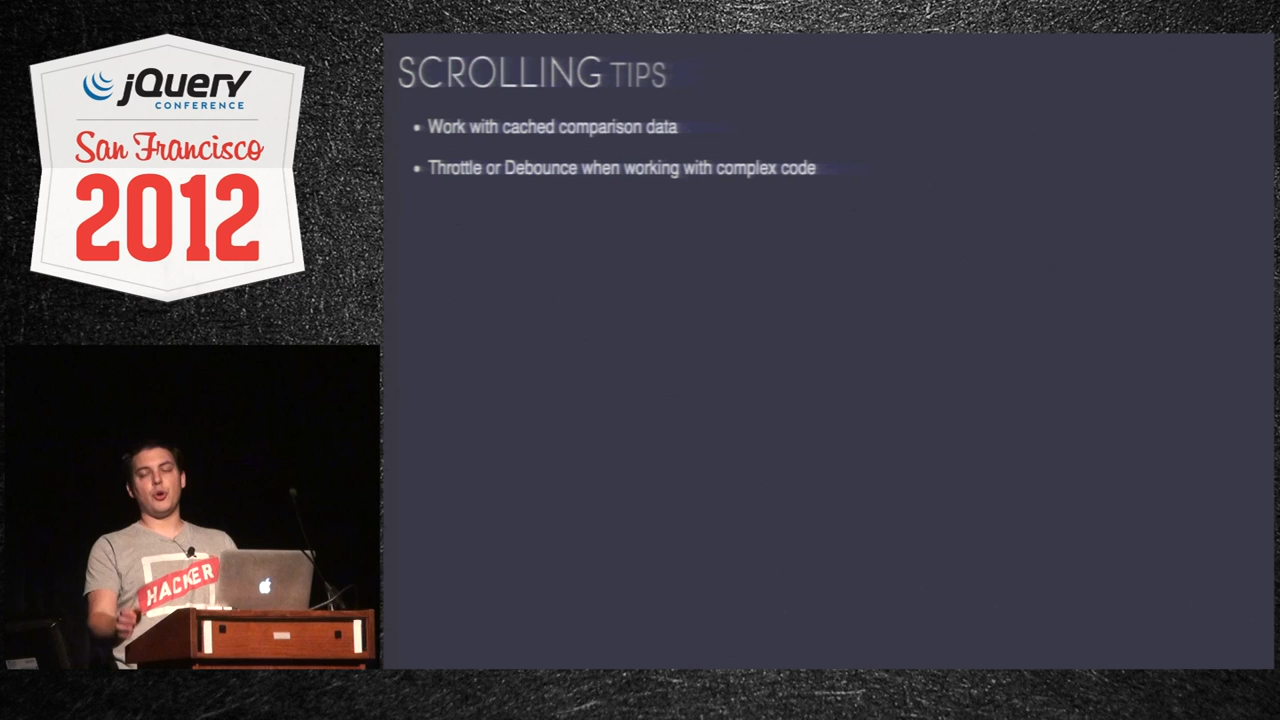 jQuery
CONFERENCE
San Francisco
2012
SCROLLING TIPS
• Work with cached comparison data
• Throttle or Debounce when working with complex code
HACKER